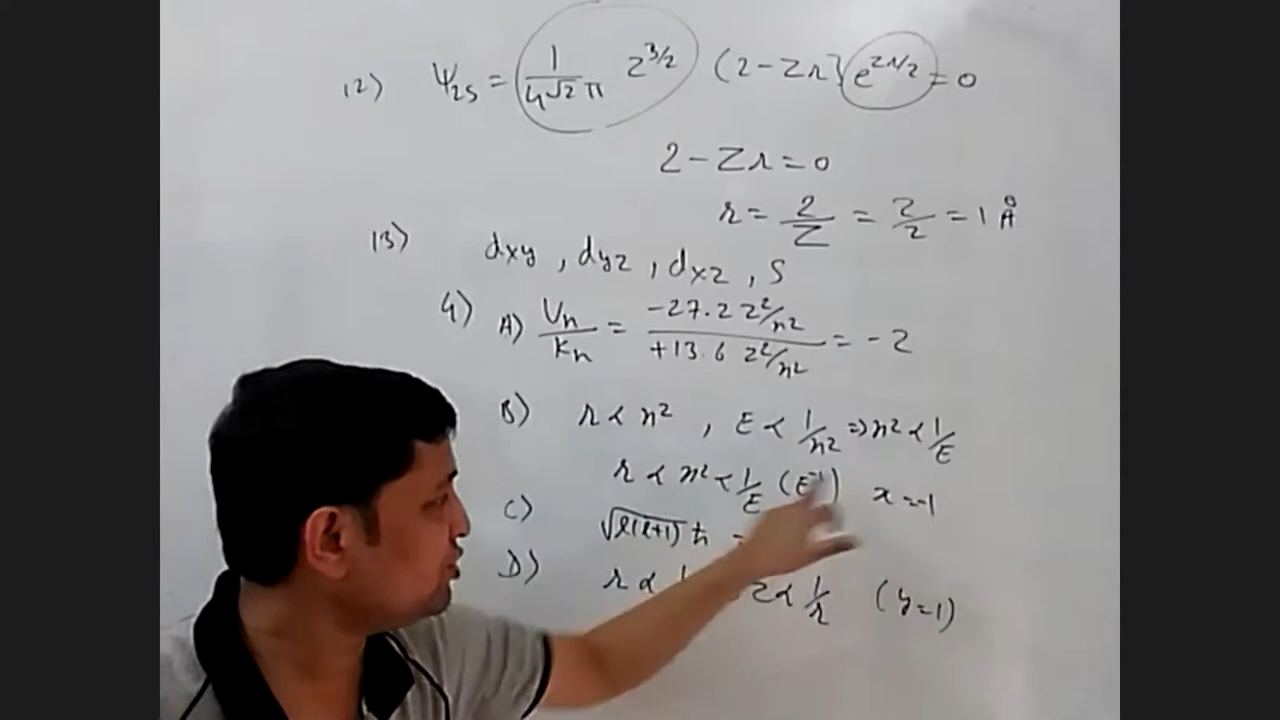 12) Ψ2s = 1/4√2π Z^3/2 (2-Zr) e^Zr/2 = 0
2-Zr=0
r = 2/Z = 2/2 = 1 Å
13) dxy, dyz, dxz, S
4) A) Vn/Kn = -27.2 Z²/n² / +13.6 Z²/n² = -2
B) r ∝ n², E ∝ 1/n² ⇒ n² ∝ 1/E
r ∝ n² ∝ 1/E (E⁻¹) x=-1
C) √l(l+1) ħ =
D) r ∝ Z ∝ 1/r (y=1)